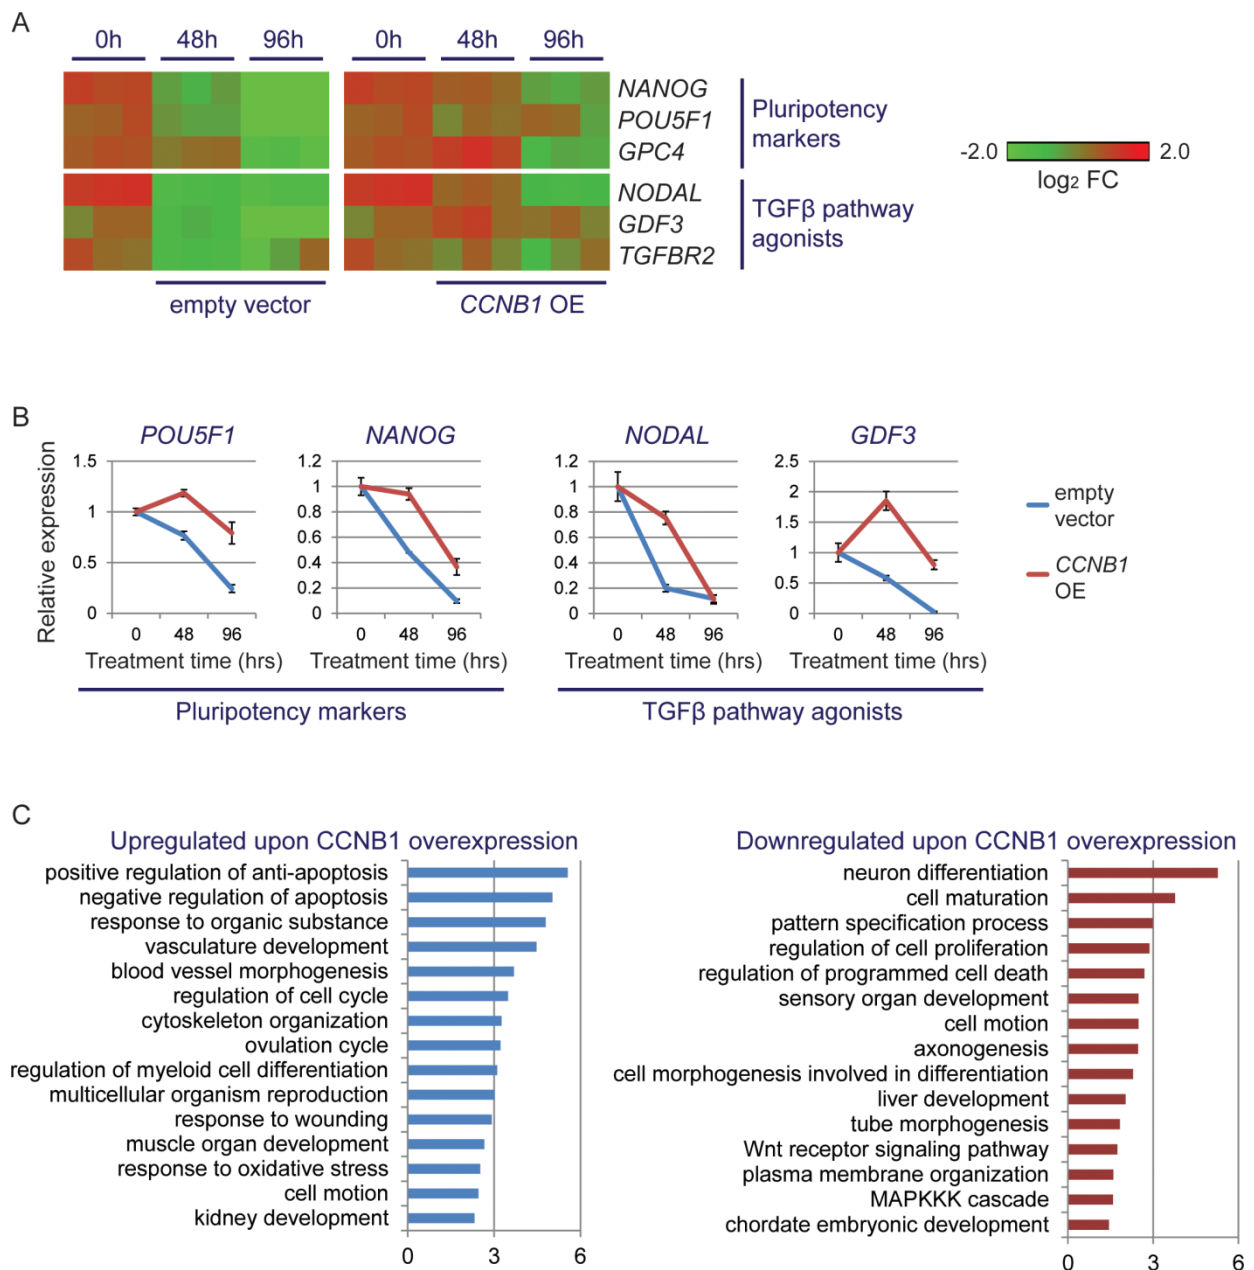 A
0h 48h 96h 0h 48h 96h
NANOG
POU5F1
GPC4
NODAL
GDF3
TGFBR2
Pluripotency
markers
TGFβ pathway
agonists
-2.0 2.0
log2 FC
empty vector CCNB1 OE
B
POU5F1 NANOG NODAL GDF3
Relative expression
1.5
1
0.5
0
0 48 96
Treatment time (hrs)
1.2
1
0.8
0.6
0.4
0.2
0
0 48 96
Treatment time (hrs)
Pluripotency markers
1.2
1
0.8
0.6
0.4
0.2
0
0 48 96
Treatment time (hrs)
2.5
2
1.5
1
0.5
0
0 48 96
Treatment time (hrs)
TGFβ pathway agonists
empty
vector
CCNB1
OE
C
Upregulated upon CCNB1 overexpression
positive regulation of anti-apoptosis
negative regulation of apoptosis
response to organic substance
vasculature development
blood vessel morphogenesis
regulation of cell cycle
cytoskeleton organization
ovulation cycle
regulation of myeloid cell differentiation
multicellular organism reproduction
response to wounding
muscle organ development
response to oxidative stress
cell motion
kidney development
0 3 6
Downregulated upon CCNB1 overexpression
neuron differentiation
cell maturation
pattern specification process
regulation of cell proliferation
regulation of programmed cell death
sensory organ development
cell motion
axonogenesis
cell morphogenesis involved in differentiation
liver development
tube morphogenesis
Wnt receptor signaling pathway
plasma membrane organization
MAPKKK cascade
chordate embryonic development
0 3 6